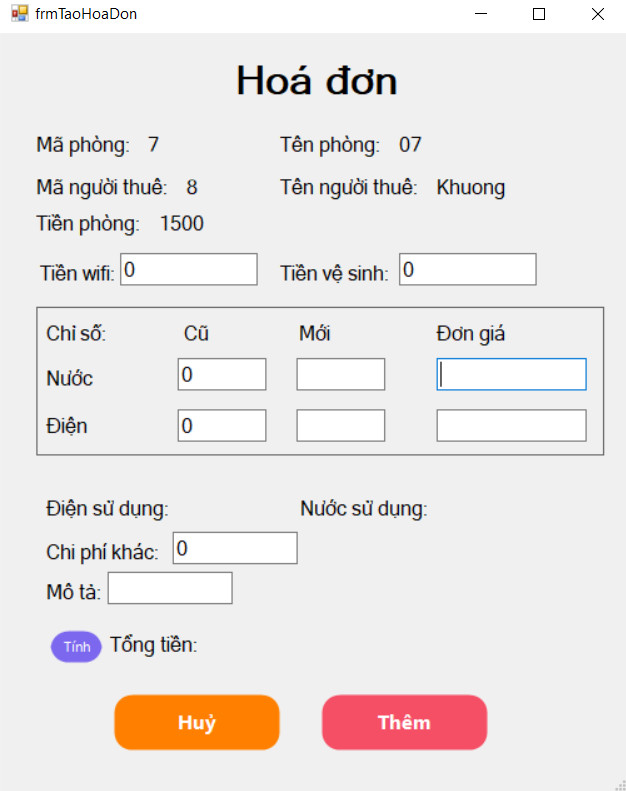 frmTaoHoaDon
Hoá đơn
Mã phòng: 7 Tên phòng: 07
Mã người thuê: 8 Tên người thuê: Khuong
Tiền phòng: 1500
Tiền wifi: 0 Tiền vệ sinh: 0
Chỉ số: Cũ Mới Đơn giá
Nước 0
Điện 0
Điện sử dụng: Nước sử dụng:
Chi phí khác: 0
Mô tả:
Tính Tổng tiền:
Huỷ Thêm